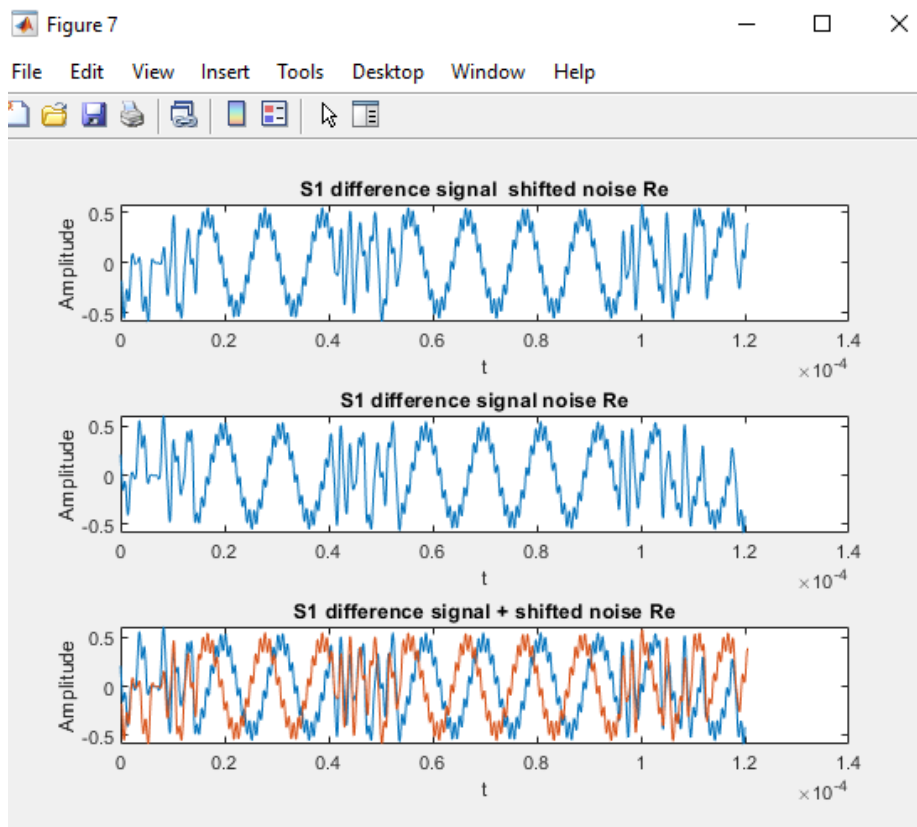 Figure 7
File Edit View Insert Tools Desktop Window Help
S1 difference signal  shifted noise Re
Amplitude
0.5
0
-0.5
0 0.2 0.4 0.6 0.8 1 1.2 1.4
t
×10-4
S1 difference signal noise Re
Amplitude
0.5
0
-0.5
0 0.2 0.4 0.6 0.8 1 1.2 1.4
t
×10-4
S1 difference signal + shifted noise Re
Amplitude
0.5
0
-0.5
0 0.2 0.4 0.6 0.8 1 1.2 1.4
t
×10-4